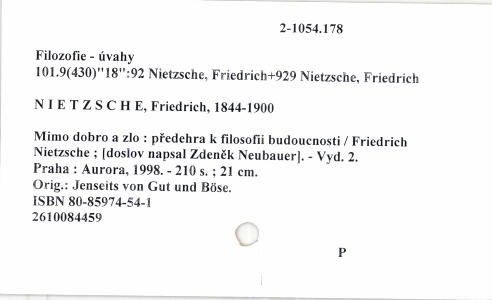 2-1054.178
Filozofie - úvahy
101.9(430)"18":92 Nietzsche, Friedrich+929 Nietzsche, Friedrich
N I E T Z S C H E, Friedrich, 1844-1900
Mimo dobro a zlo : předehra k filosofii budoucnosti / Friedrich
Nietzsche ; [doslov napsal Zdeněk Neubauer]. - Vyd. 2.
Praha : Aurora, 1998. - 210 s. ; 21 cm.
Orig.: Jenseits von Gut und Böse.
ISBN 80-85974-54-1
2610084459
P